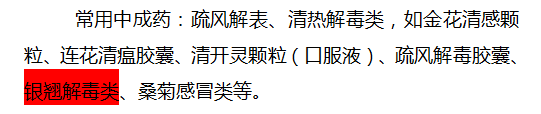 常用中成药：疏风解表、清热解毒类，如金花清感颗
粒、连花清瘟胶囊、清开灵颗粒（口服液）、疏风解毒胶囊、
银翘解毒类、桑菊感冒类等。